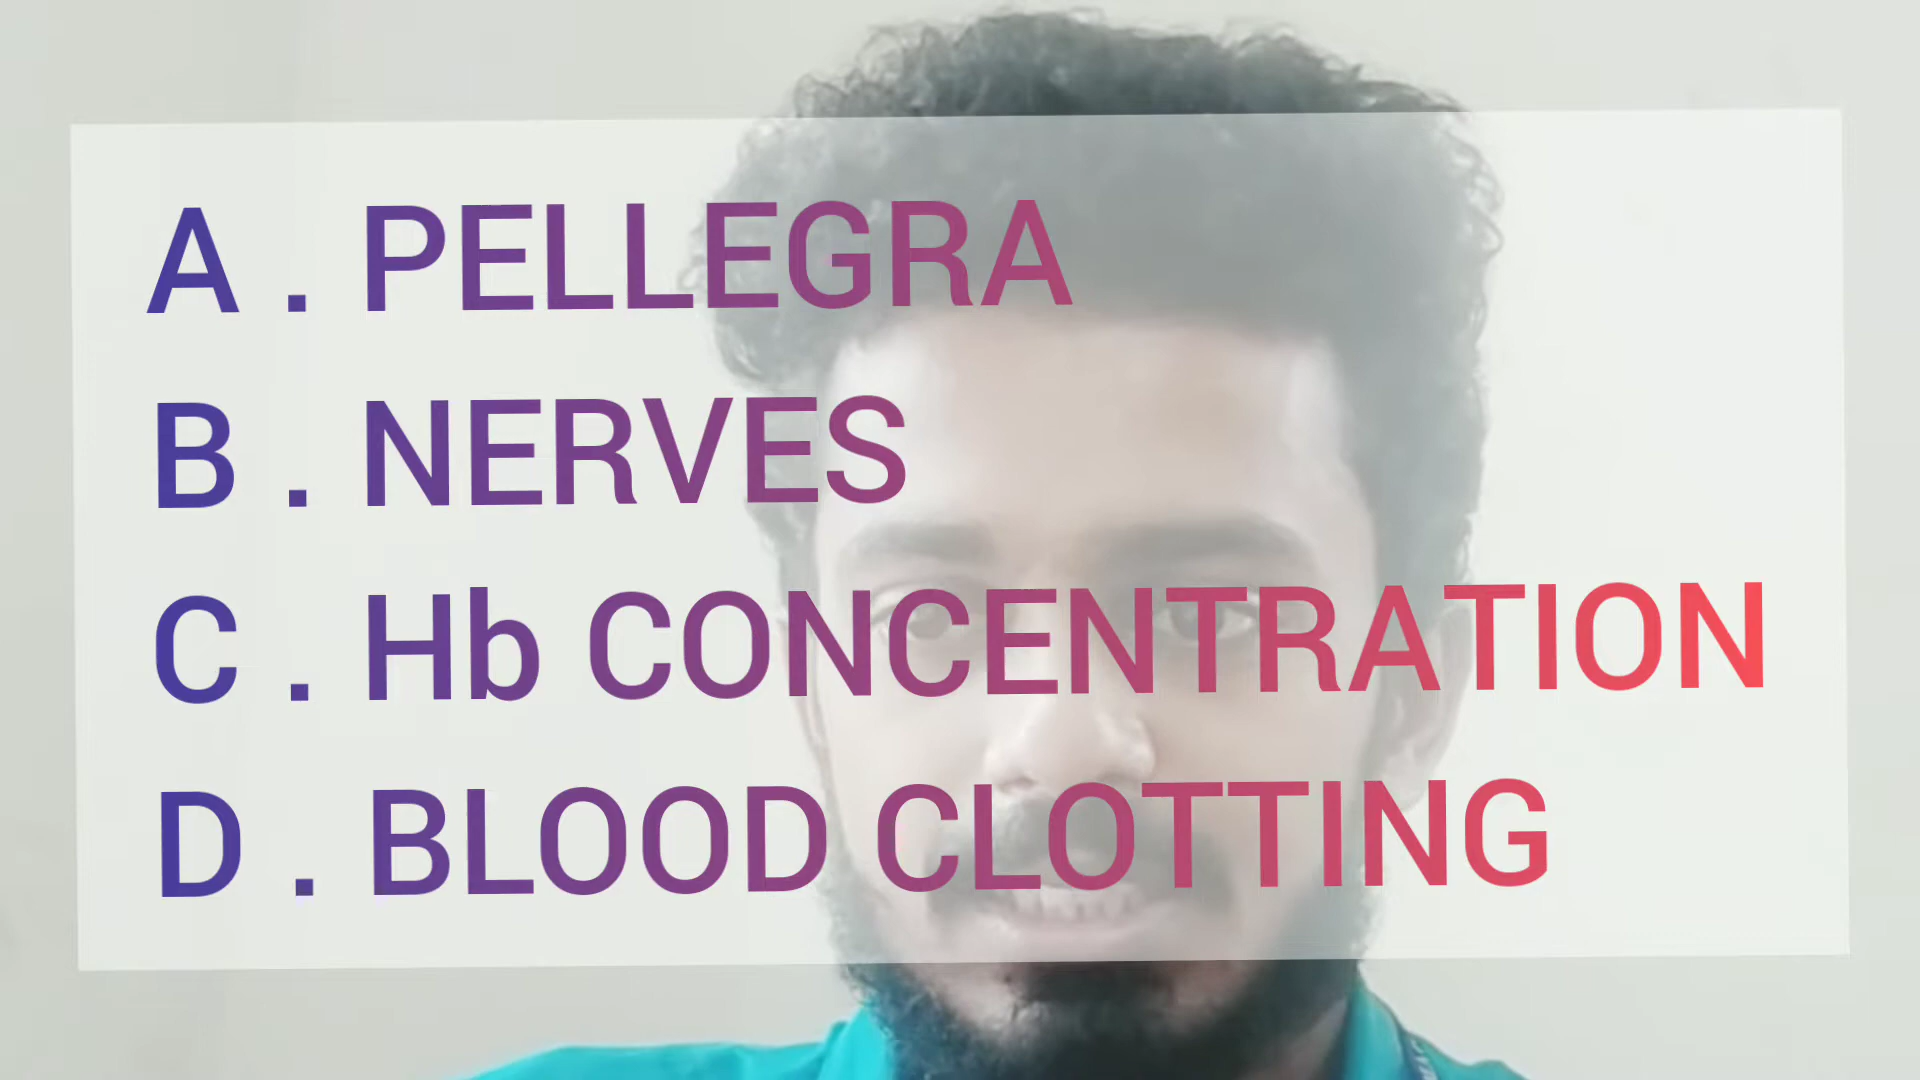 A . PELLEGRA
B . NERVES
C . Hb CONCENTRATION
D . BLOOD CLOTTING